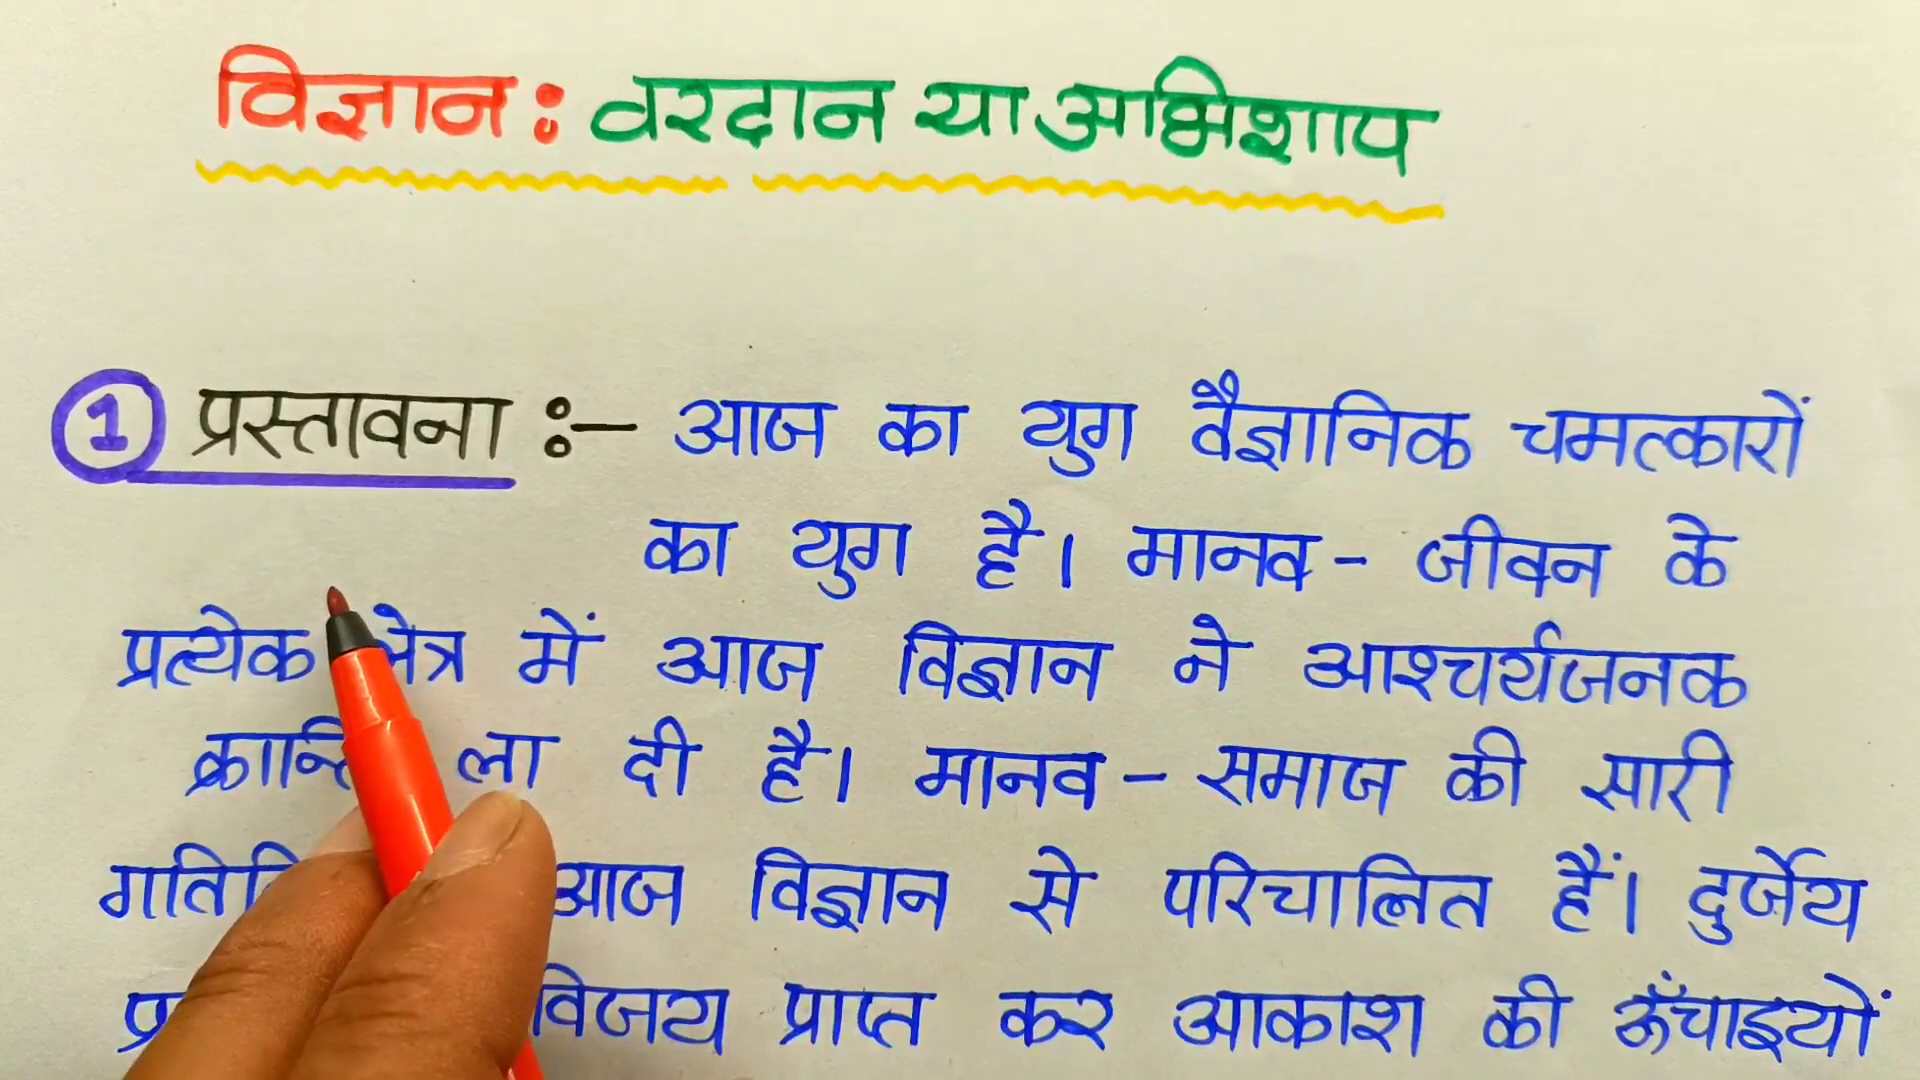 विज्ञान : वरदान या अभिशाप
1 प्रस्तावना :- आज का युग वैज्ञानिक चमत्कारों
का युग है। मानव - जीवन के
प्रत्येक क्षेत्र में आज विज्ञान ने आश्चर्यजनक
क्रान्ति ला दी है। मानव - समाज की सारी
आज विज्ञान से परिचालित हैं। दुर्जेय
विजय प्राप्त कर आकाश की ऊँचाइयों